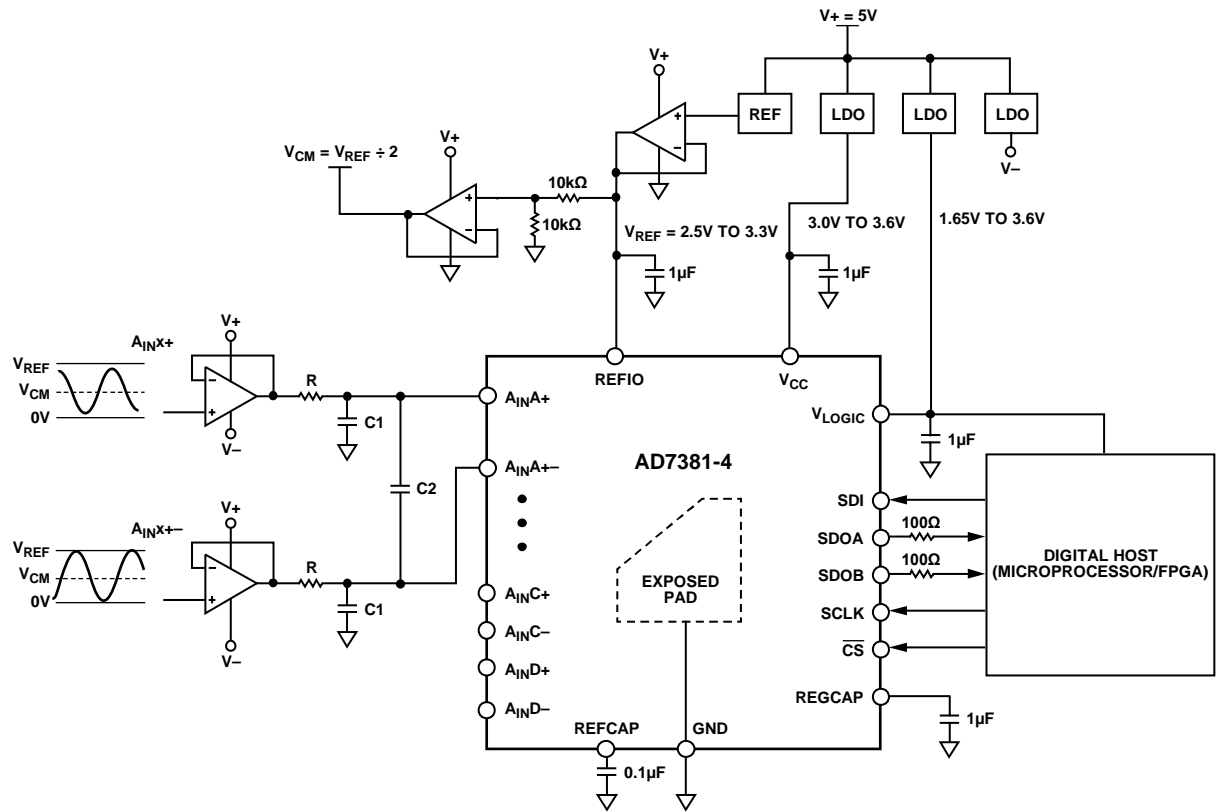 V+ = 5V
V+
REF
LDO
LDO
LDO
V+
V–
VCM = VREF ÷ 2
+
–
+
–
10kΩ
10kΩ
VREF = 2.5V TO 3.3V
3.0V TO 3.6V
1.65V TO 3.6V
1µF
1µF
V+
AINX+
VREF
VCM
0V
–
+
V–
R
C1
C2
REFIO
VCC
AINA+
VLOGIC
1µF
AINA+–
AD7381-4
V+
AINX+–
VREF
VCM
0V
–
+
V–
R
C1
SDI
SDOA
100Ω
SDOB
100Ω
SCLK
CS
DIGITAL HOST
(MICROPROCESSOR/FPGA)
EXPOSED
PAD
AINC+
AINC–
AIND+
AIND–
REGCAP
1µF
REFCAP
GND
0.1µF